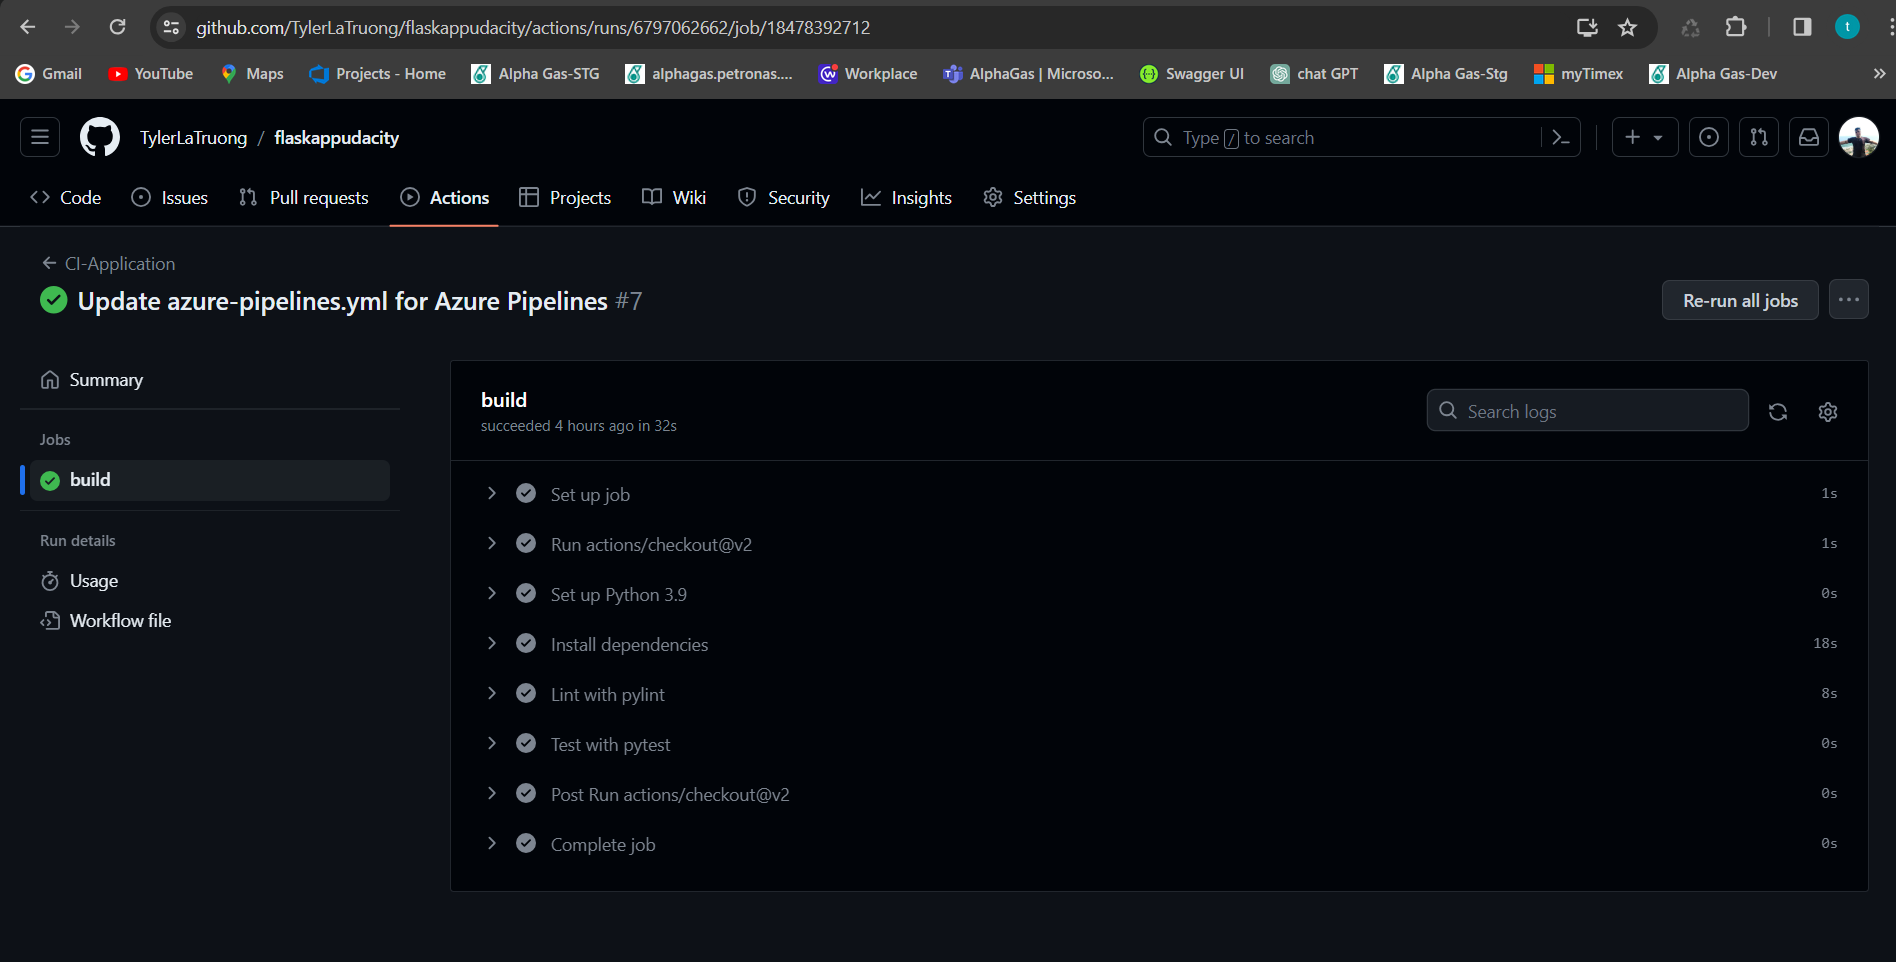 github.com/TylerLaTruong/flaskappudacity/actions/runs/6797062662/job/18478392712
t
Gmail YouTube Maps Projects - Home Alpha Gas-STG alphagas.petronas.... Workplace AlphaGas | Microso... Swagger UI chat GPT Alpha Gas-Stg myTimex Alpha Gas-Dev »
TylerLaTruong / flaskappudacity
Type / to search
Code Issues Pull requests Actions Projects Wiki Security Insights Settings
CI-Application
Update azure-pipelines.yml for Azure Pipelines #7
Re-run all jobs
Summary
Jobs
build
Run details
Usage
Workflow file
build
succeeded 4 hours ago in 32s
Search logs
Set up job 1s
Run actions/checkout@v2 1s
Set up Python 3.9 0s
Install dependencies 18s
Lint with pylint 8s
Test with pytest 0s
Post Run actions/checkout@v2 0s
Complete job 0s